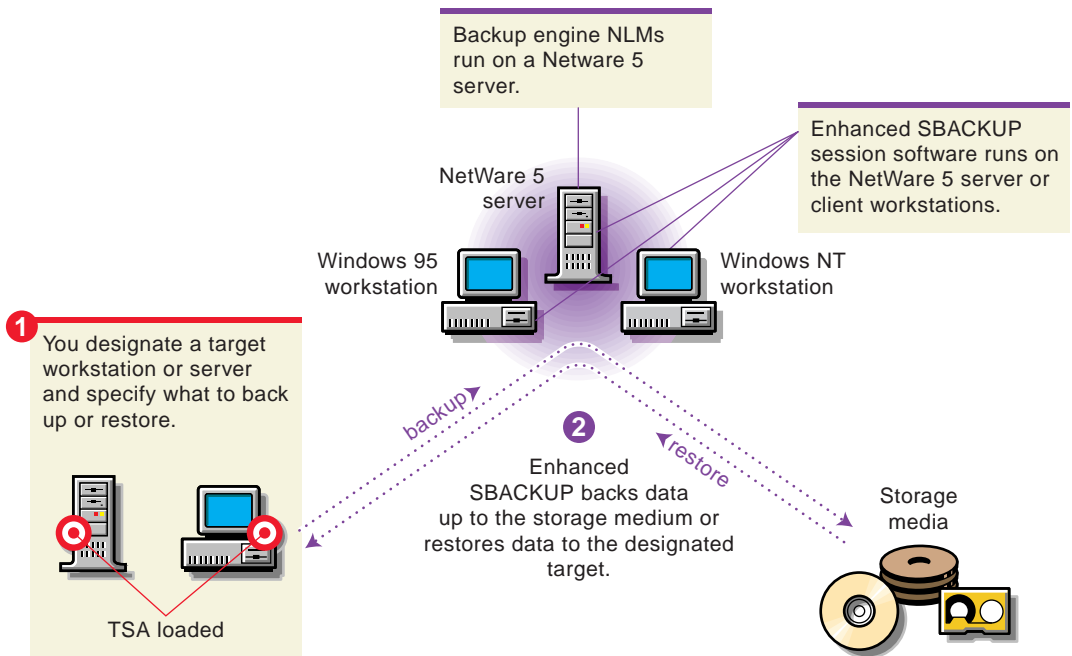 Backup engine NLMs
run on a Netware 5
server.
Enhanced SBACKUP
session software runs on
the NetWare 5 server or
client workstations.
NetWare 5
server
Windows 95
workstation
Windows NT
workstation
1
You designate a target
workstation or server
and specify what to back
up or restore.
TSA loaded
backup
restore
2
Enhanced
SBACKUP backs data
up to the storage medium or
restores data to the designated
target.
Storage
media